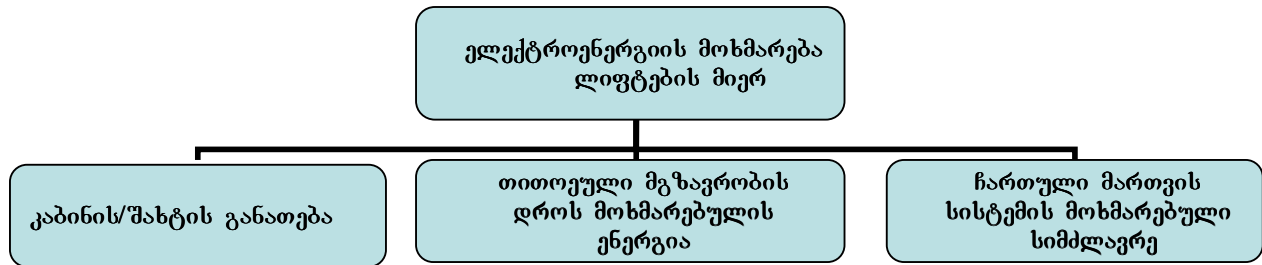 ელექტროენერგიის მოხმარება
ლიფტების მიერ
კაბინის/შახტის განათება
თითოეული მგზავრობის
დროს მოხმარებულის
ენერგია
ჩართული მართვის
სისტემის მოხმარებული
სიმძლავრე